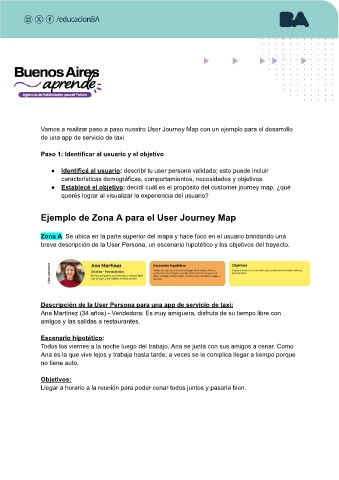 /educacionBA
BA
Buenos Aires
aprende
Agencia de Habilidades para el Futuro
Vamos a realizar paso a paso nuestro User Journey Map con un ejemplo para el desarrollo
de una app de servicio de taxi
Paso 1: Identificar al usuario y el objetivo
● Identificá al usuario: describí tu user persona validada; esto puede incluir
características demográficas, comportamientos, necesidades y objetivos.
● Establecé el objetivo: decidí cuál es el propósito del customer journey map, ¿qué
querés lograr al visualizar la experiencia del usuario?
Ejemplo de Zona A para el User Journey Map
Zona A. Se ubica en la parte superior del mapa y hace foco en el usuario brindando una
breve descripción de la User Persona, un escenario hipotético y los objetivos del trayecto.
User persona
Ana Martínez
Escenario hipotético
Objetivos
Descripción de la User Persona para una app de servicio de taxi:
Ana Martínez (34 años) - Vendedora: Es muy amiguera, disfruta de su tiempo libre con
amigos y las salidas a restaurantes.
Escenario hipotético:
Todos los viernes a la noche luego del trabajo, Ana se junta con sus amigos a cenar. Como
Ana es la que vive lejos y trabaja hasta tarde, a veces se le complica llegar a tiempo porque
no tiene auto.
Objetivos:
Llegar a horario a la reunión para poder cenar todos juntos y pasarla bien.